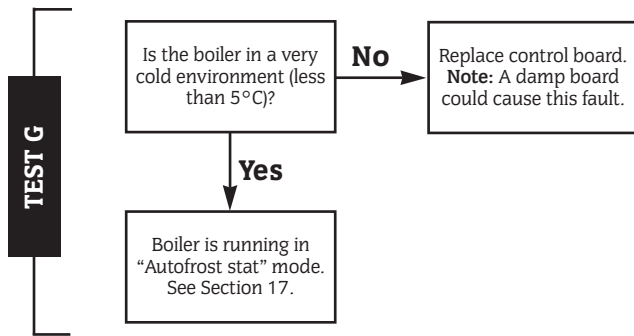 TEST G
Is the boiler in a very
cold environment (less
than 5°C)?
No
Replace control board.
Note: A damp board
could cause this fault.
Yes
Boiler is running in
“Autofrost stat” mode.
See Section 17.